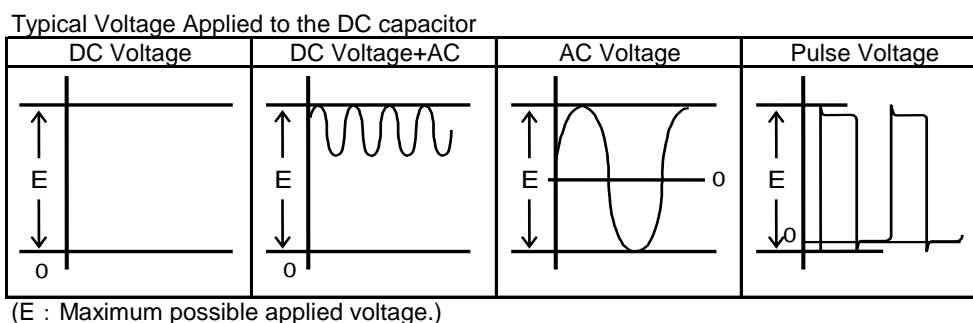 Typical Voltage Applied to the DC capacitor
DC Voltage
DC Voltage+AC
AC Voltage
Pulse Voltage
E
0
E
0
E
0
E
0
(E : Maximum possible applied voltage.)